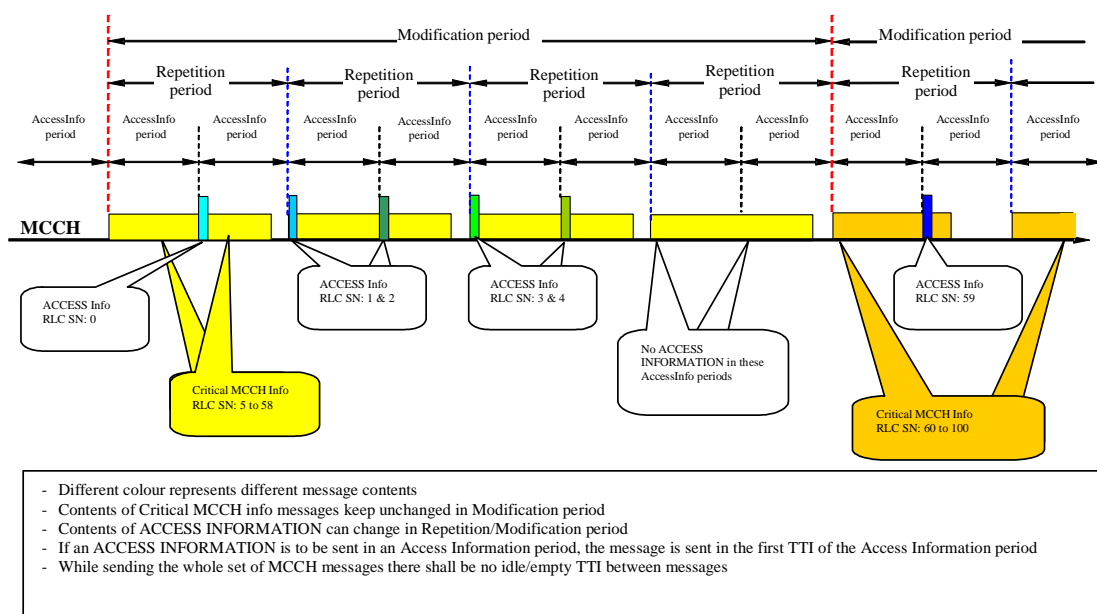 Modification period
Modification period
Repetition
period
Repetition
period
Repetition
period
Repetition
period
Repetition
period
AccessInfo
period
AccessInfo
period
AccessInfo
period
AccessInfo
period
AccessInfo
period
AccessInfo
period
AccessInfo
period
AccessInfo
period
AccessInfo
period
AccessInfo
period
AccessInfo
period
AccessInfo
period
MCCH
ACCESS Info
RLC SN: 0
ACCESS Info
RLC SN: 1 & 2
ACCESS Info
RLC SN: 3 & 4
ACCESS Info
RLC SN: 59
No ACCESS
INFORMATION in these
AccessInfo periods
Critical MCCH Info
RLC SN: 5 to 58
Critical MCCH Info
RLC SN: 60 to 100
- Different colour represents different message contents
- Contents of Critical MCCH info messages keep unchanged in Modification period
- Contents of ACCESS INFORMATION can change in Repetition/Modification period
- If an ACCESS INFORMATION is to be sent in an Access Information period, the message is sent in the first TTI of the Access Information period
- While sending the whole set of MCCH messages there shall be no idle/empty TTI between messages